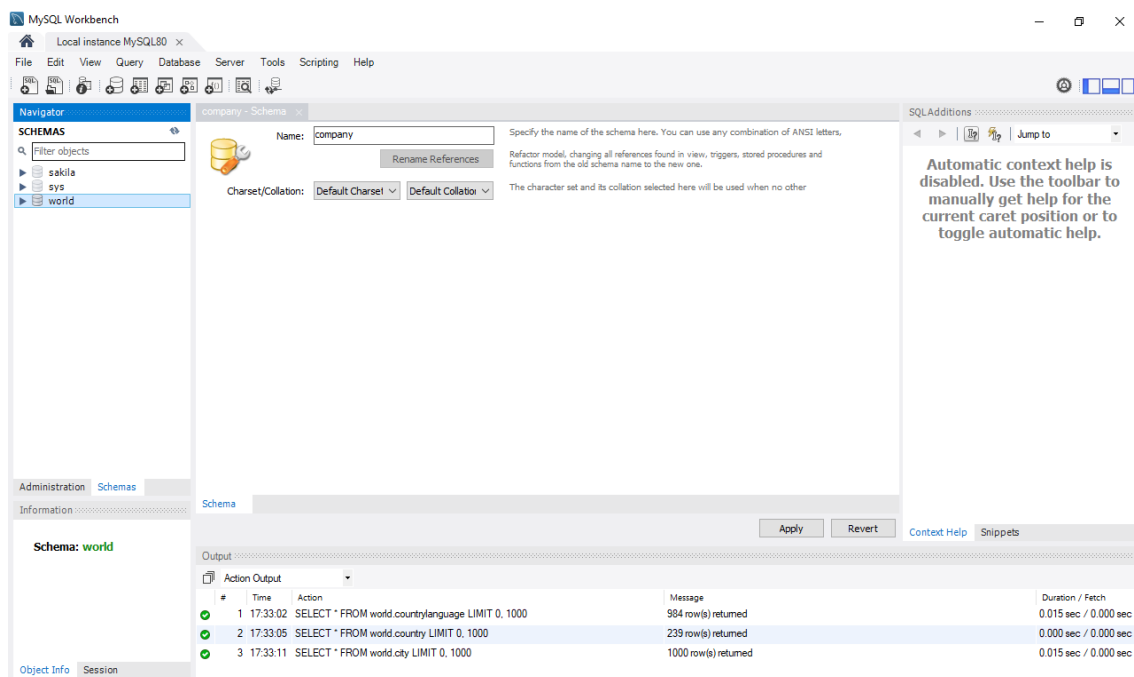 MySQL Workbench
Local instance MySQL80
File Edit View Query Database Server Tools Scripting Help
Navigator
SCHEMAS
Filter objects
sakila
sys
world
Administration Schemas
Information
Schema: world
Object Info Session
company - Schema
Name: company
Specify the name of the schema here. You can use any combination of ANSI letters,
Rename References
Refactor model, changing all references found in view, triggers, stored procedures and
functions from the old schema name to the new one.
Charset/Collation: Default Charset Default Collation
The character set and its collation selected here will be used when no other
Schema
Apply Revert
SQLAdditions
Jump to
Automatic context help is
disabled. Use the toolbar to
manually get help for the
current caret position or to
toggle automatic help.
Context Help Snippets
Output
Action Output
# Time Action Message Duration / Fetch
1 17:33:02 SELECT * FROM world.countrylanguage LIMIT 0, 1000 984 row(s) returned 0.015 sec / 0.000 sec
2 17:33:05 SELECT * FROM world.country LIMIT 0, 1000 239 row(s) returned 0.000 sec / 0.000 sec
3 17:33:11 SELECT * FROM world.city LIMIT 0, 1000 1000 row(s) returned 0.015 sec / 0.000 sec